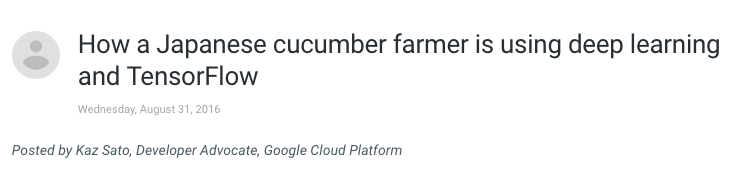 How a Japanese cucumber farmer is using deep learning
and TensorFlow
Wednesday, August 31, 2016
Posted by Kaz Sato, Developer Advocate, Google Cloud Platform